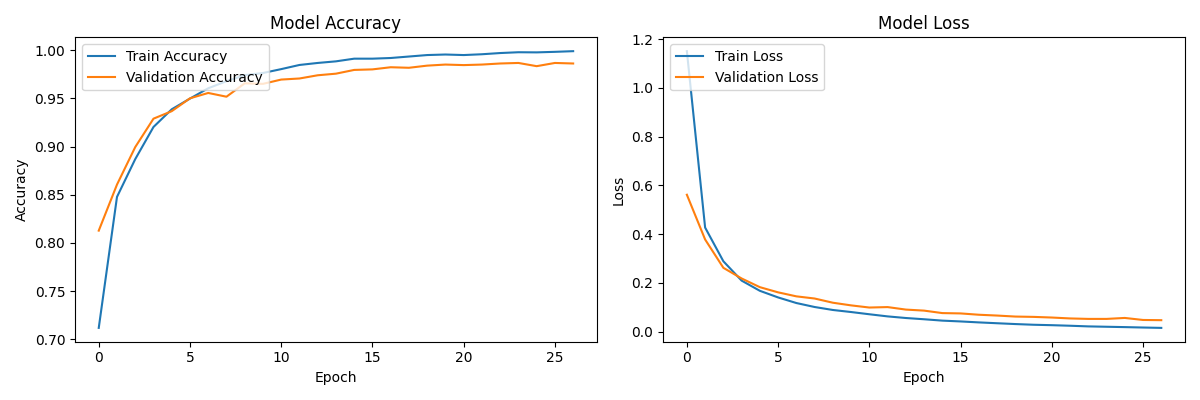 Model Accuracy
Train Accuracy
Validation Accuracy
1.00
0.95
0.90
0.85
0.80
0.75
0.70
Accuracy
0
5
10
15
20
25
Epoch
Model Loss
Train Loss
Validation Loss
1.2
1.0
0.8
0.6
0.4
0.2
0.0
Loss
0
5
10
15
20
25
Epoch